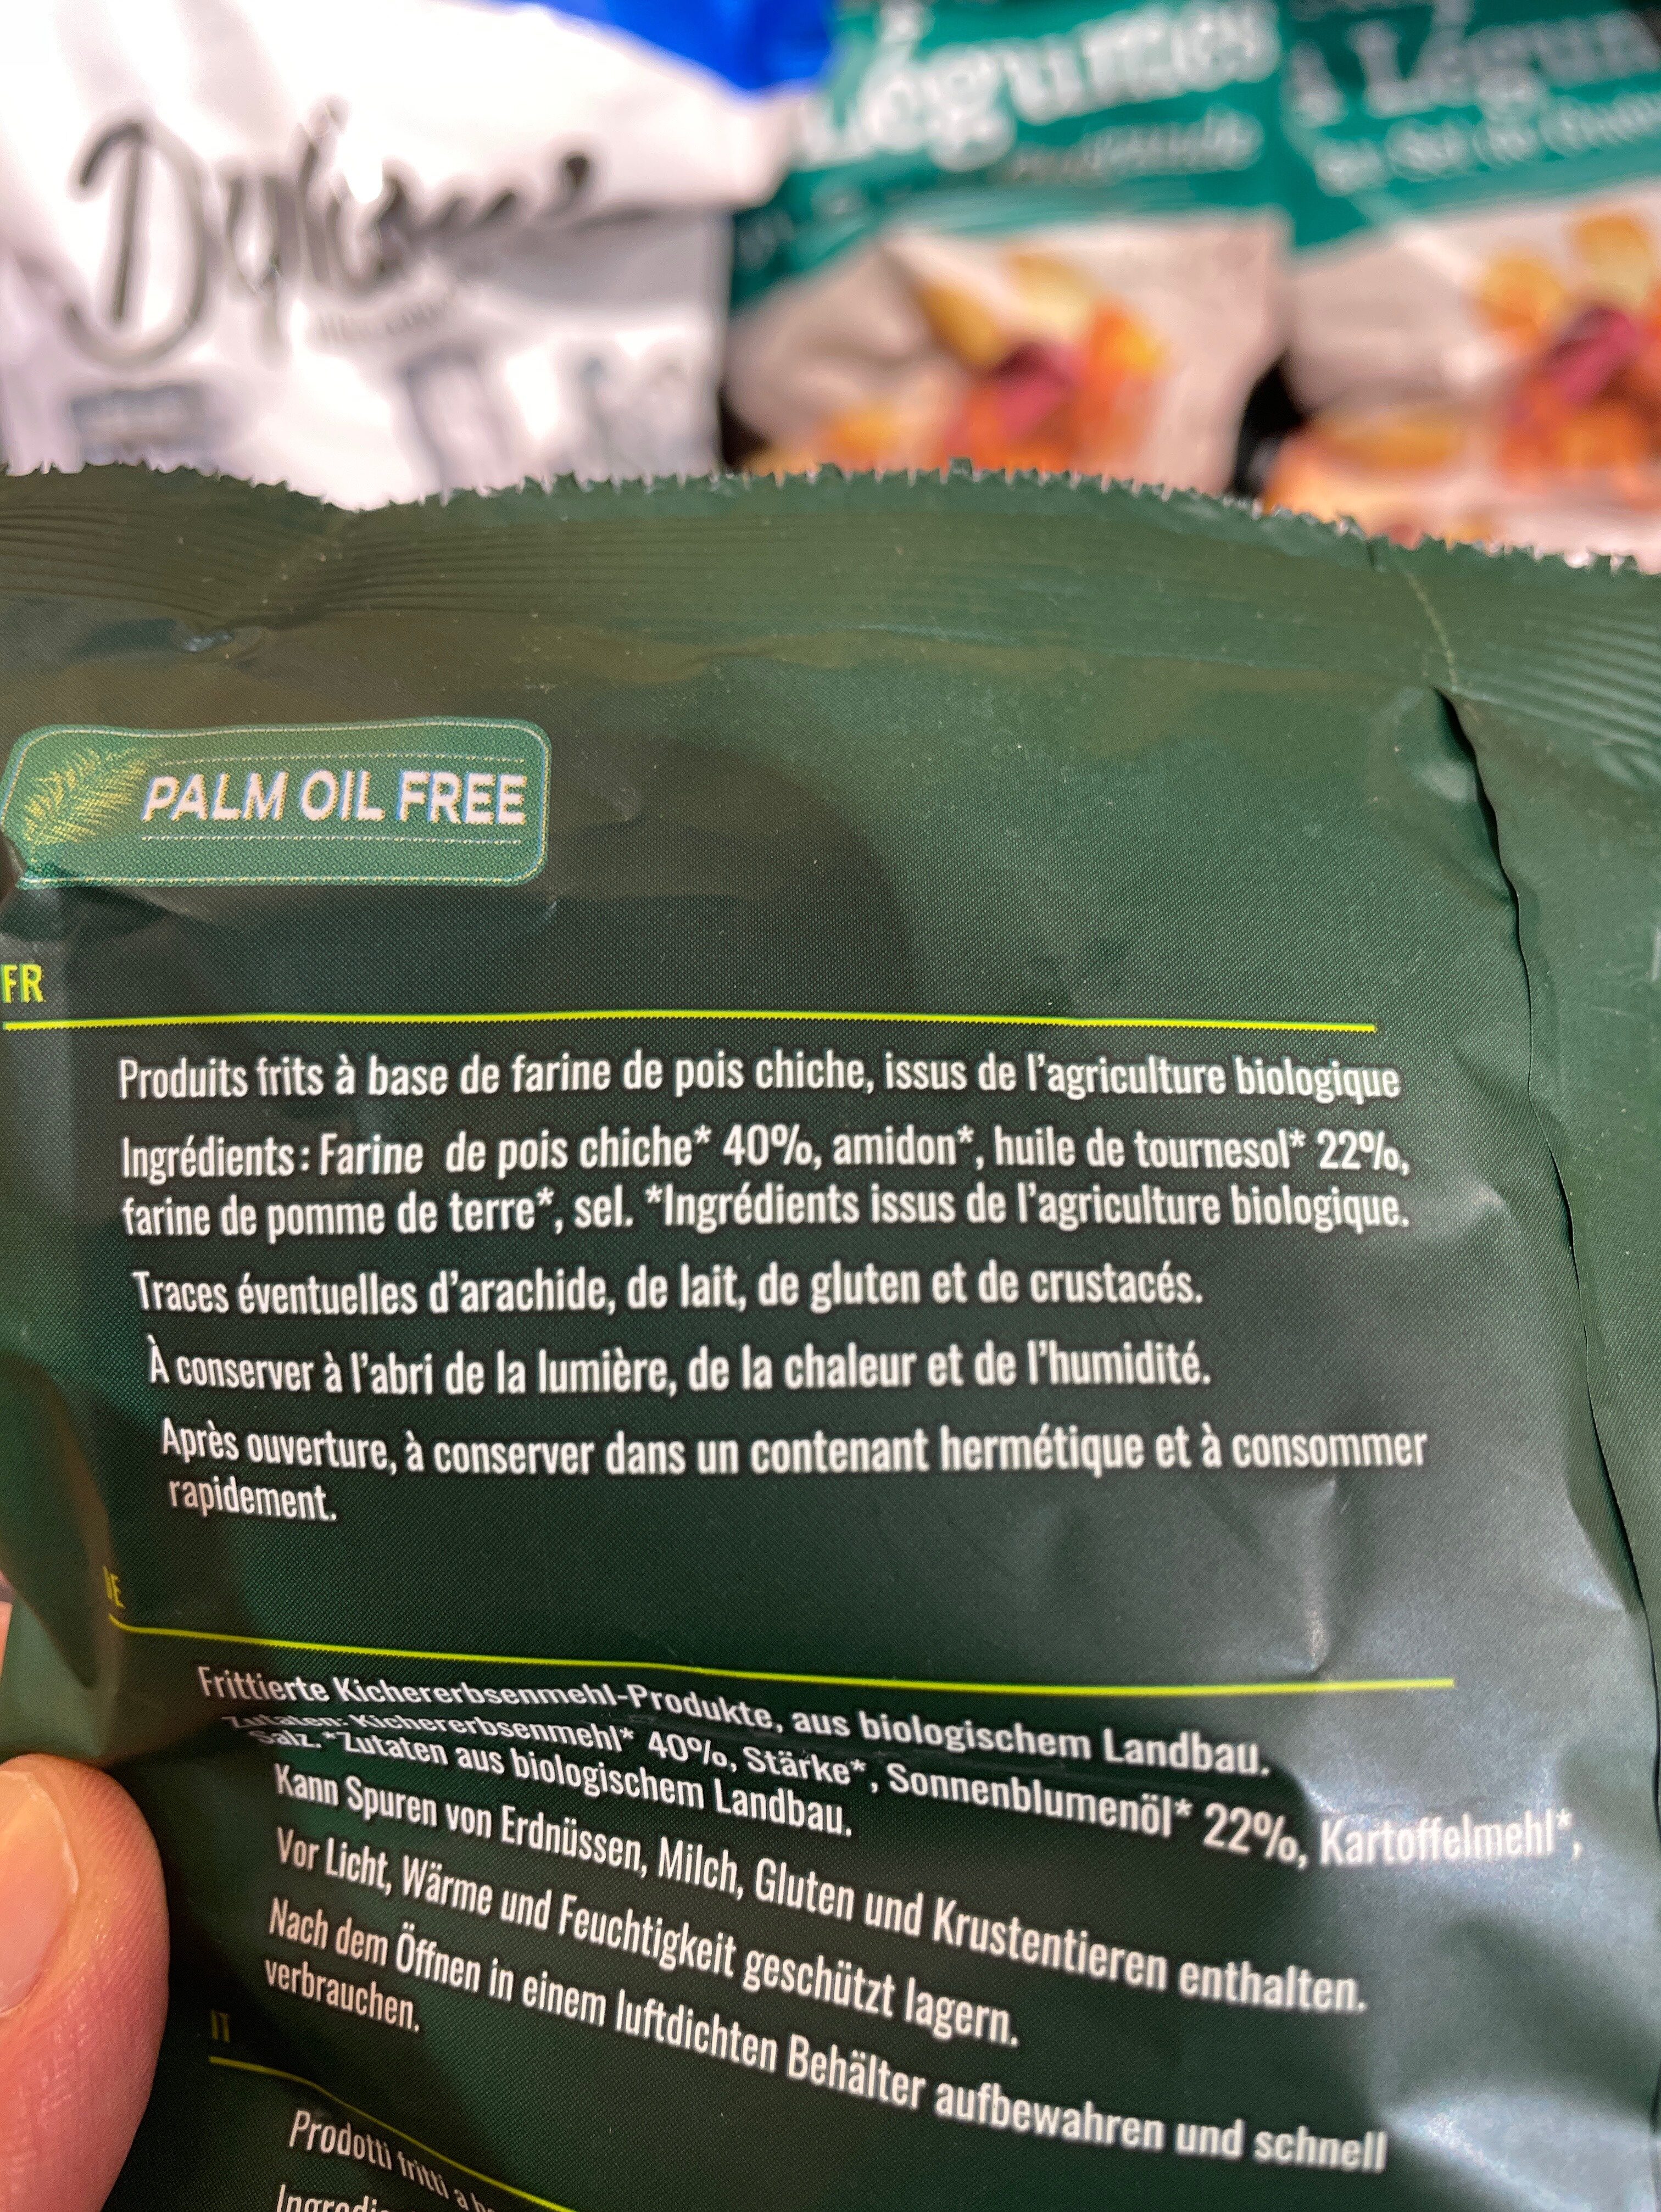 Légumes
Légum
PALM OIL FREE
FR
Produits frits à base de farine de pois chiche, issus de l'agriculture biologique
Ingrédients: Farine de pois chiche* 40%, amidon*, huile de tournesol* 22%,
farine de pomme de terre*, sel. *Ingrédients issus de l'agriculture biologique.
Traces éventuelles d'arachide, de lait, de gluten et de crustacés.
À conserver à l'abri de la lumière, de la chaleur et de l'humidité.
Après ouverture, à conserver dans un contenant hermétique et à consommer
rapidement.
DE
Frittierte Kichererbsenmehl-Produkte, aus biologischem Landbau.
Zutaten: Kichererbsenmehl* 40%, Stärke*, Sonnenblumenöl* 22%, Kartoffelmehl*,
Salz. *Zutaten aus biologischem Landbau.
Kann Spuren von Erdnüssen, Milch, Gluten und Krustentieren enthalten.
Vor Licht, Wärme und Feuchtigkeit geschützt lagern.
Nach dem Öffnen in einem luftdichten Behälter aufbewahren und schnell
verbrauchen.
IT
Prodotti fritti a b
Ingredie